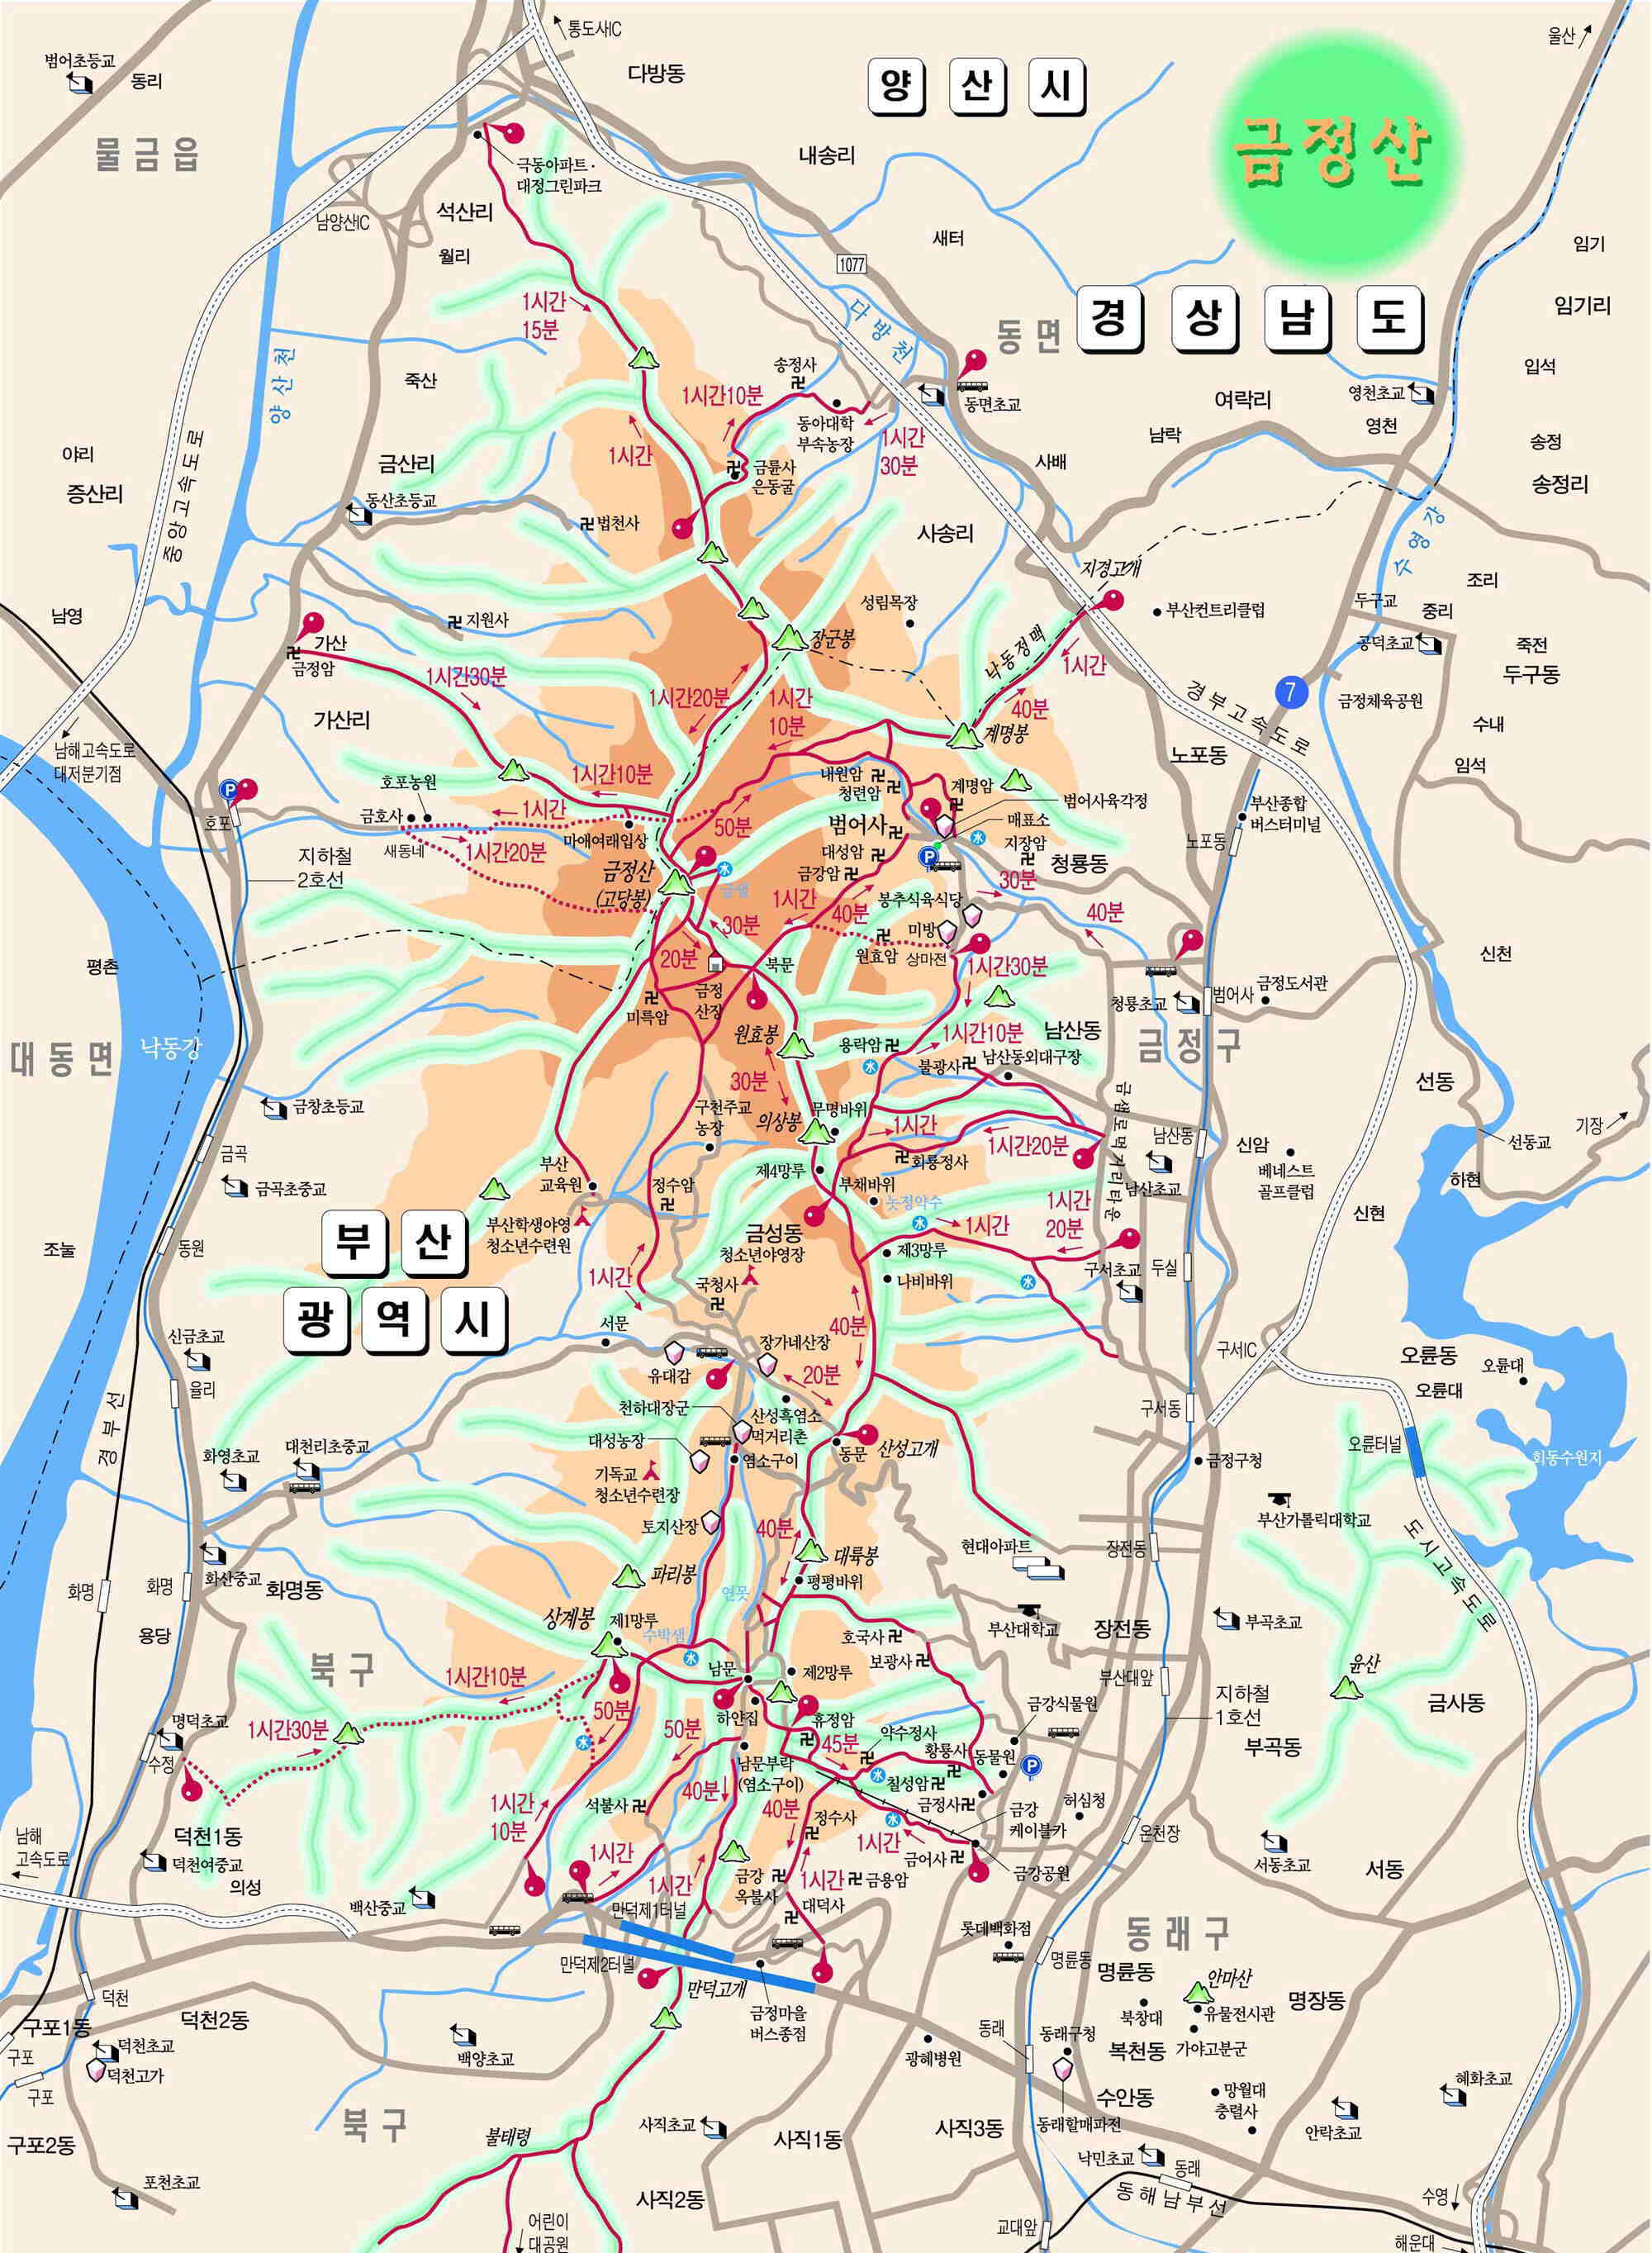 통도사IC
울산
범어초등교
동리
다방동
양 산 시
금정산
물금읍
내송리
극동아파트·
대정그린파크
석산리
남양산IC
월리
새터
임기
1077
임기리
1시간
15분
다방천
동면
경 상 남 도
양산천
죽산
송정사
1시간10분
동면초교
여락리
영천초교
입석
영천
동아대학
부속농장
1시간
30분
남락
송정
야리
금산리
1시간
금륜사
은동굴
사배
송정리
증산리
중앙고속도로
동산초등교
법천사
사송리
수영강
지경고개
조리
남영
지원사
성림목장
부산컨트리클럽
두구교
중리
가산
금정암
장군봉
낙동정맥
공덕초교
죽전
1시간
두구동
1시간30분
1시간20분
1시간
10분
40분
경부고속도로
7
금정체육공원
가산리
계명봉
수내
남해고속도로
대저분기점
노포동
임석
호포농원
1시간10분
내원암
청련암
계명암
범어사육각정
P
호포
금호사
1시간
50분
범어사
매표소
부산종합
버스터미널
새동네
1시간20분
마애여래입상
대성암
지장암
노포동
지하철
2호선
금정산
(고당봉)
금샘
금강암
P
청룡동
30분
1시간
40분
봉추식육식당
40분
30분
미방
평촌
20분
북문
원효암
상마전
1시간30분
신천
금정
산장
미륵암
범어사
금정도서관
청룡초교
대동면
낙동강
원효봉
용락암
1시간10분
남산동
금정구
불광사
남산동외대구장
선동
30분
금창초등교
구천주교
농장
의상봉
무명바위
금샘로먹거리타운
기장
1시간
1시간20분
남산동
신암
선동교
금곡
제4망루
회룡정사
베네스트
골프클럽
하현
부산
교육원
정수암
부채바위
남산초교
금곡초중교
늣정약수
1시간
20분
신현
부 산
부산학생야영
청소년수련원
금성동
청소년야영장
1시간
조눌
동원
제3망루
구서초교
두실
1시간
국청사
나비바위
광 역 시
서문
40분
신금초교
장가네산장
구서IC
오륜동
오륜대
유대감
20분
오륜대
율리
천하대장군
산성흑염소
먹거리촌
구서동
경부선
대성농장
동문
산성고개
오륜터널
화영초교
대천리초중교
염소구이
금정구청
회동수원지
기독교
청소년수련장
부산가톨릭대학교
토지산장
40분
도시고속도로
현대아파트
장전동
대륙봉
화산중교
화명
화명
화명동
파리봉
평평바위
연못
상계봉
제1망루
부산대학교
장전동
부곡초교
용당
수박샘
호국사
북구
남문
제2망루
보광사
부산대앞
윤산
1시간10분
금강식물원
지하철
1호선
금사동
명덕초교
1시간30분
50분
하얀집
휴정암
약수정사
50분
45분
황룡사
동물원
부곡동
수정
남문부락
(염소구이)
P
칠성암
40분
1시간
10분
석불사
금정사
허심청
40분
금강
케이블카
남해
고속도로
덕천1동
정수사
온천장
1시간
1시간
금어사
서동초교
덕천여중교
서동
의성
금강
옥불사
1시간
금용암
금강공원
1시간
백산중교
만덕제1터널
대덕사
롯데백화점
동래구
만덕제2터널
명륜동
명륜동
만덕고개
안마산
덕천
명장동
금정마을
버스종점
북창대
유물전시관
덕천2동
구포1동
동래
동래구청
덕천초교
백양초교
광혜병원
복천동
가야고분군
구포
덕천고가
혜화초교
구포
수안동
망월대
충렬사
북구
사직초교
동래할매파전
불태령
사직1동
사직3동
안락초교
구포2동
낙민초교
동래
포천초교
사직2동
동해남부선
수영
어린이
대공원
교대앞
해운대